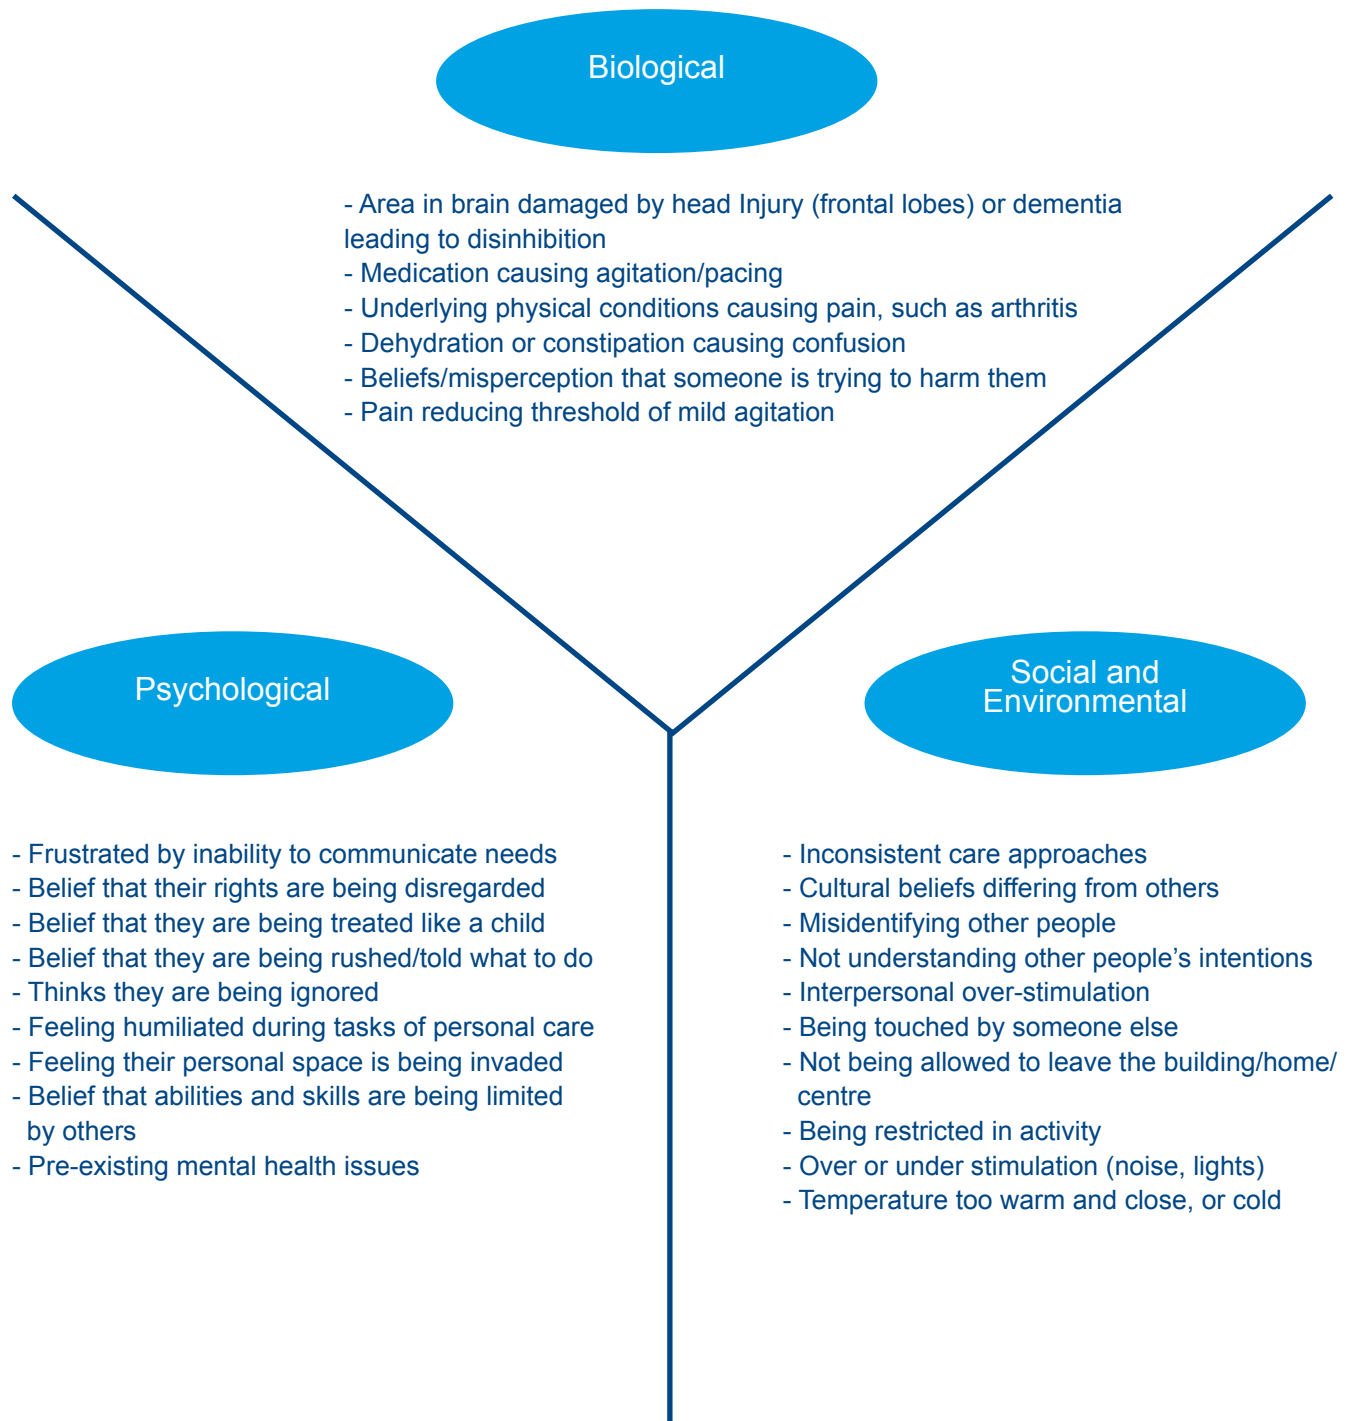 Biological
- Area in brain damaged by head Injury (frontal lobes) or dementia
leading to disinhibition
- Medication causing agitation/pacing
- Underlying physical conditions causing pain, such as arthritis
- Dehydration or constipation causing confusion
- Beliefs/misperception that someone is trying to harm them
- Pain reducing threshold of mild agitation
Psychological
- Frustrated by inability to communicate needs
- Belief that their rights are being disregarded
- Belief that they are being treated like a child
- Belief that they are being rushed/told what to do
- Thinks they are being ignored
- Feeling humiliated during tasks of personal care
- Feeling their personal space is being invaded
- Belief that abilities and skills are being limited
by others
- Pre-existing mental health issues
Social and
Environmental
- Inconsistent care approaches
- Cultural beliefs differing from others
- Misidentifying other people
- Not understanding other people’s intentions
- Interpersonal over-stimulation
- Being touched by someone else
- Not being allowed to leave the building/home/
centre
- Being restricted in activity
- Over or under stimulation (noise, lights)
- Temperature too warm and close, or cold